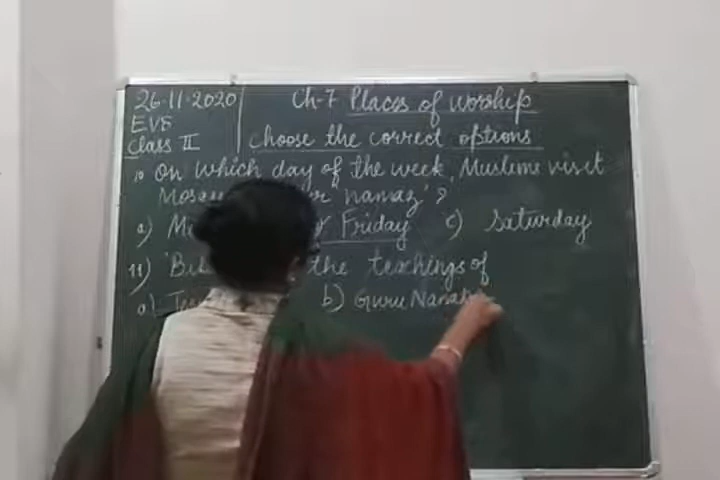 26.11.2020 Ch-7 Places of worship
EVS
Class II choose the correct options
10 On which day of the week, Muslims visit
namaz'?
a) Friday c) Saturday
11) the teachings of
a) b) Guru Nanak